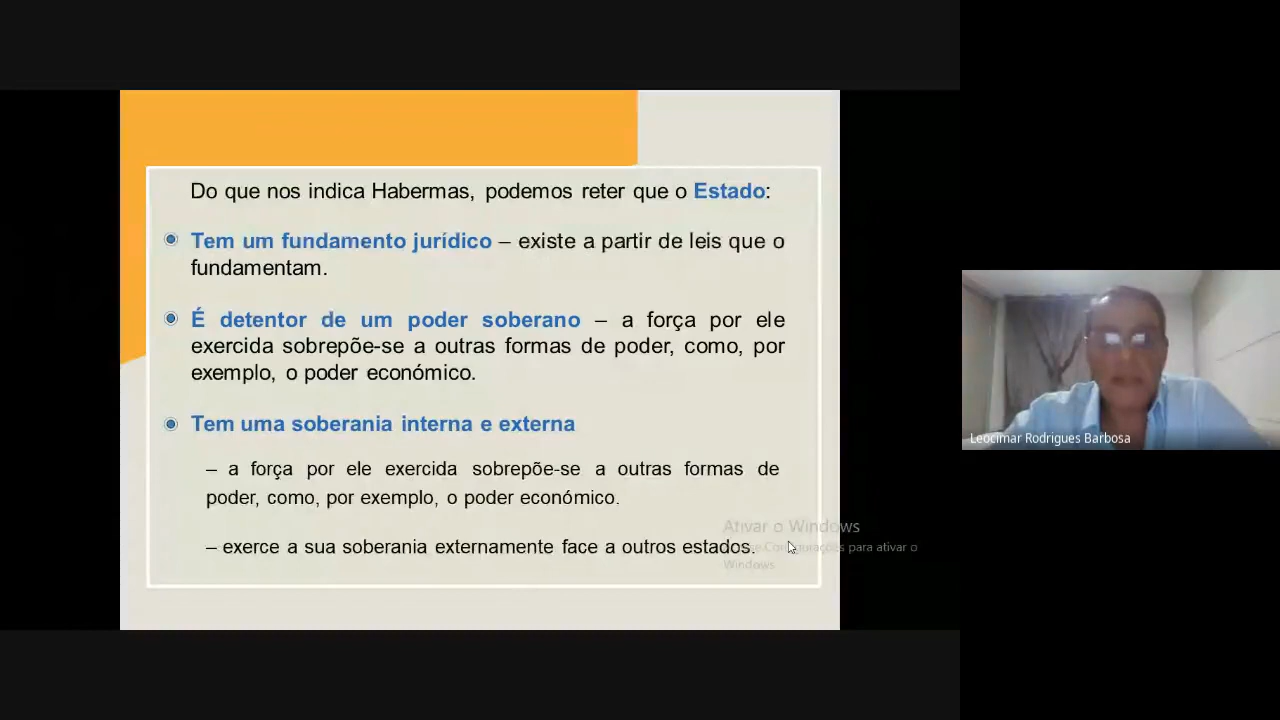 Do que nos indica Habermas, podemos reter que o Estado:
Tem um fundamento jurídico – existe a partir de leis que o
fundamentam.
É detentor de um poder soberano – a força por ele
exercida sobrepõe-se a outras formas de poder, como, por
exemplo, o poder económico.
Tem uma soberania interna e externa
– a força por ele exercida sobrepõe-se a outras formas de
poder, como, por exemplo, o poder económico.
– exerce a sua soberania externamente face a outros estados.
Ativar o Windows
Configurações para ativar o
Windows
Leocimar Rodrigues Barbosa